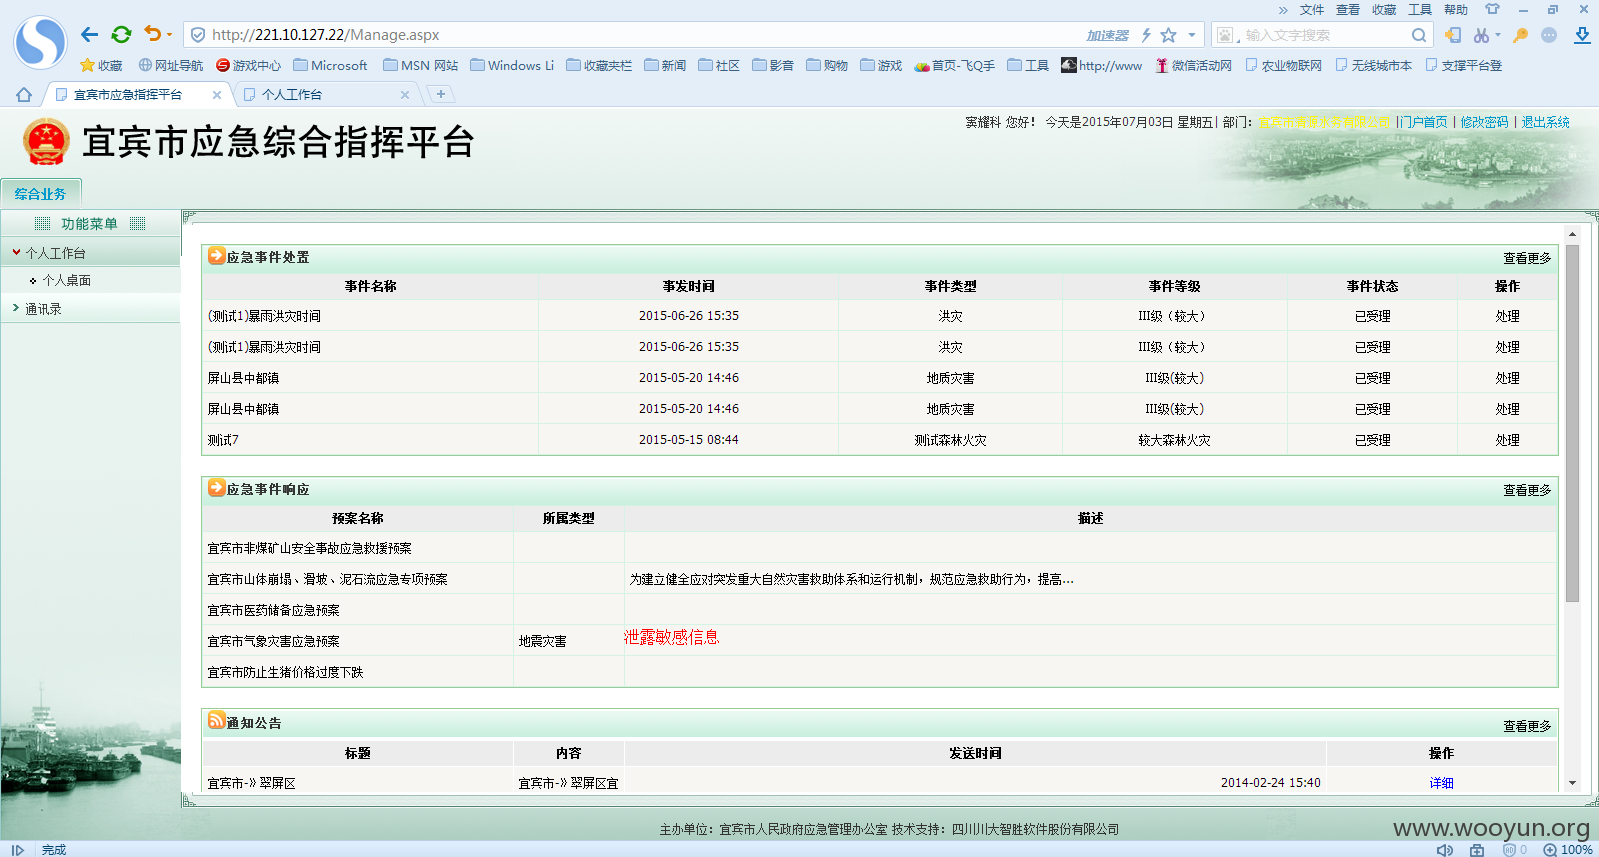 » 文件 查看 收藏 工具 帮助
http://221.10.127.22/Manage.aspx 加速器 输入文字搜索
收藏 网址导航 游戏中心 Microsoft MSN 网站 Windows Li 收藏夹栏 新闻 社区 影音 购物 游戏 首页-飞Q手 工具 http://www 微信活动网 农业物联网 无线城市本 支撑平台登
宜宾市应急指挥平台 个人工作台
宜宾市应急综合指挥平台
窦耀科 您好! 今天是2015年07月03日 星期五| 部门: |门户首页 | 修改密码 | 退出系统
综合业务
功能菜单
个人工作台
个人桌面
通讯录
应急事件处置 查看更多
事件名称 事发时间 事件类型 事件等级 事件状态 操作
(测试1)暴雨洪灾时间 2015-06-26 15:35 洪灾 III级（较大） 已受理 处理
(测试1)暴雨洪灾时间 2015-06-26 15:35 洪灾 III级（较大） 已受理 处理
屏山县中都镇 2015-05-20 14:46 地质灾害 III级(较大) 已受理 处理
屏山县中都镇 2015-05-20 14:46 地质灾害 III级(较大) 已受理 处理
测试7 2015-05-15 08:44 测试森林火灾 较大森林火灾 已受理 处理
应急事件响应 查看更多
预案名称 所属类型 描述
宜宾市非煤矿山安全事故应急救援预案
宜宾市山体崩塌、滑坡、泥石流应急专项预案 为建立健全应对突发重大自然灾害救助体系和运行机制，规范应急救助行为，提高...
宜宾市医药储备应急预案
宜宾市气象灾害应急预案 地震灾害 泄露敏感信息
宜宾市防止生猪价格过度下跌
通知公告 查看更多
标题 内容 发送时间 操作
宜宾市-》翠屏区 宜宾市-》翠屏区宜 2014-02-24 15:40 详细
主办单位：宜宾市人民政府应急管理办公室 技术支持：四川川大智胜软件股份有限公司
www.wooyun.org
完成 0 100%